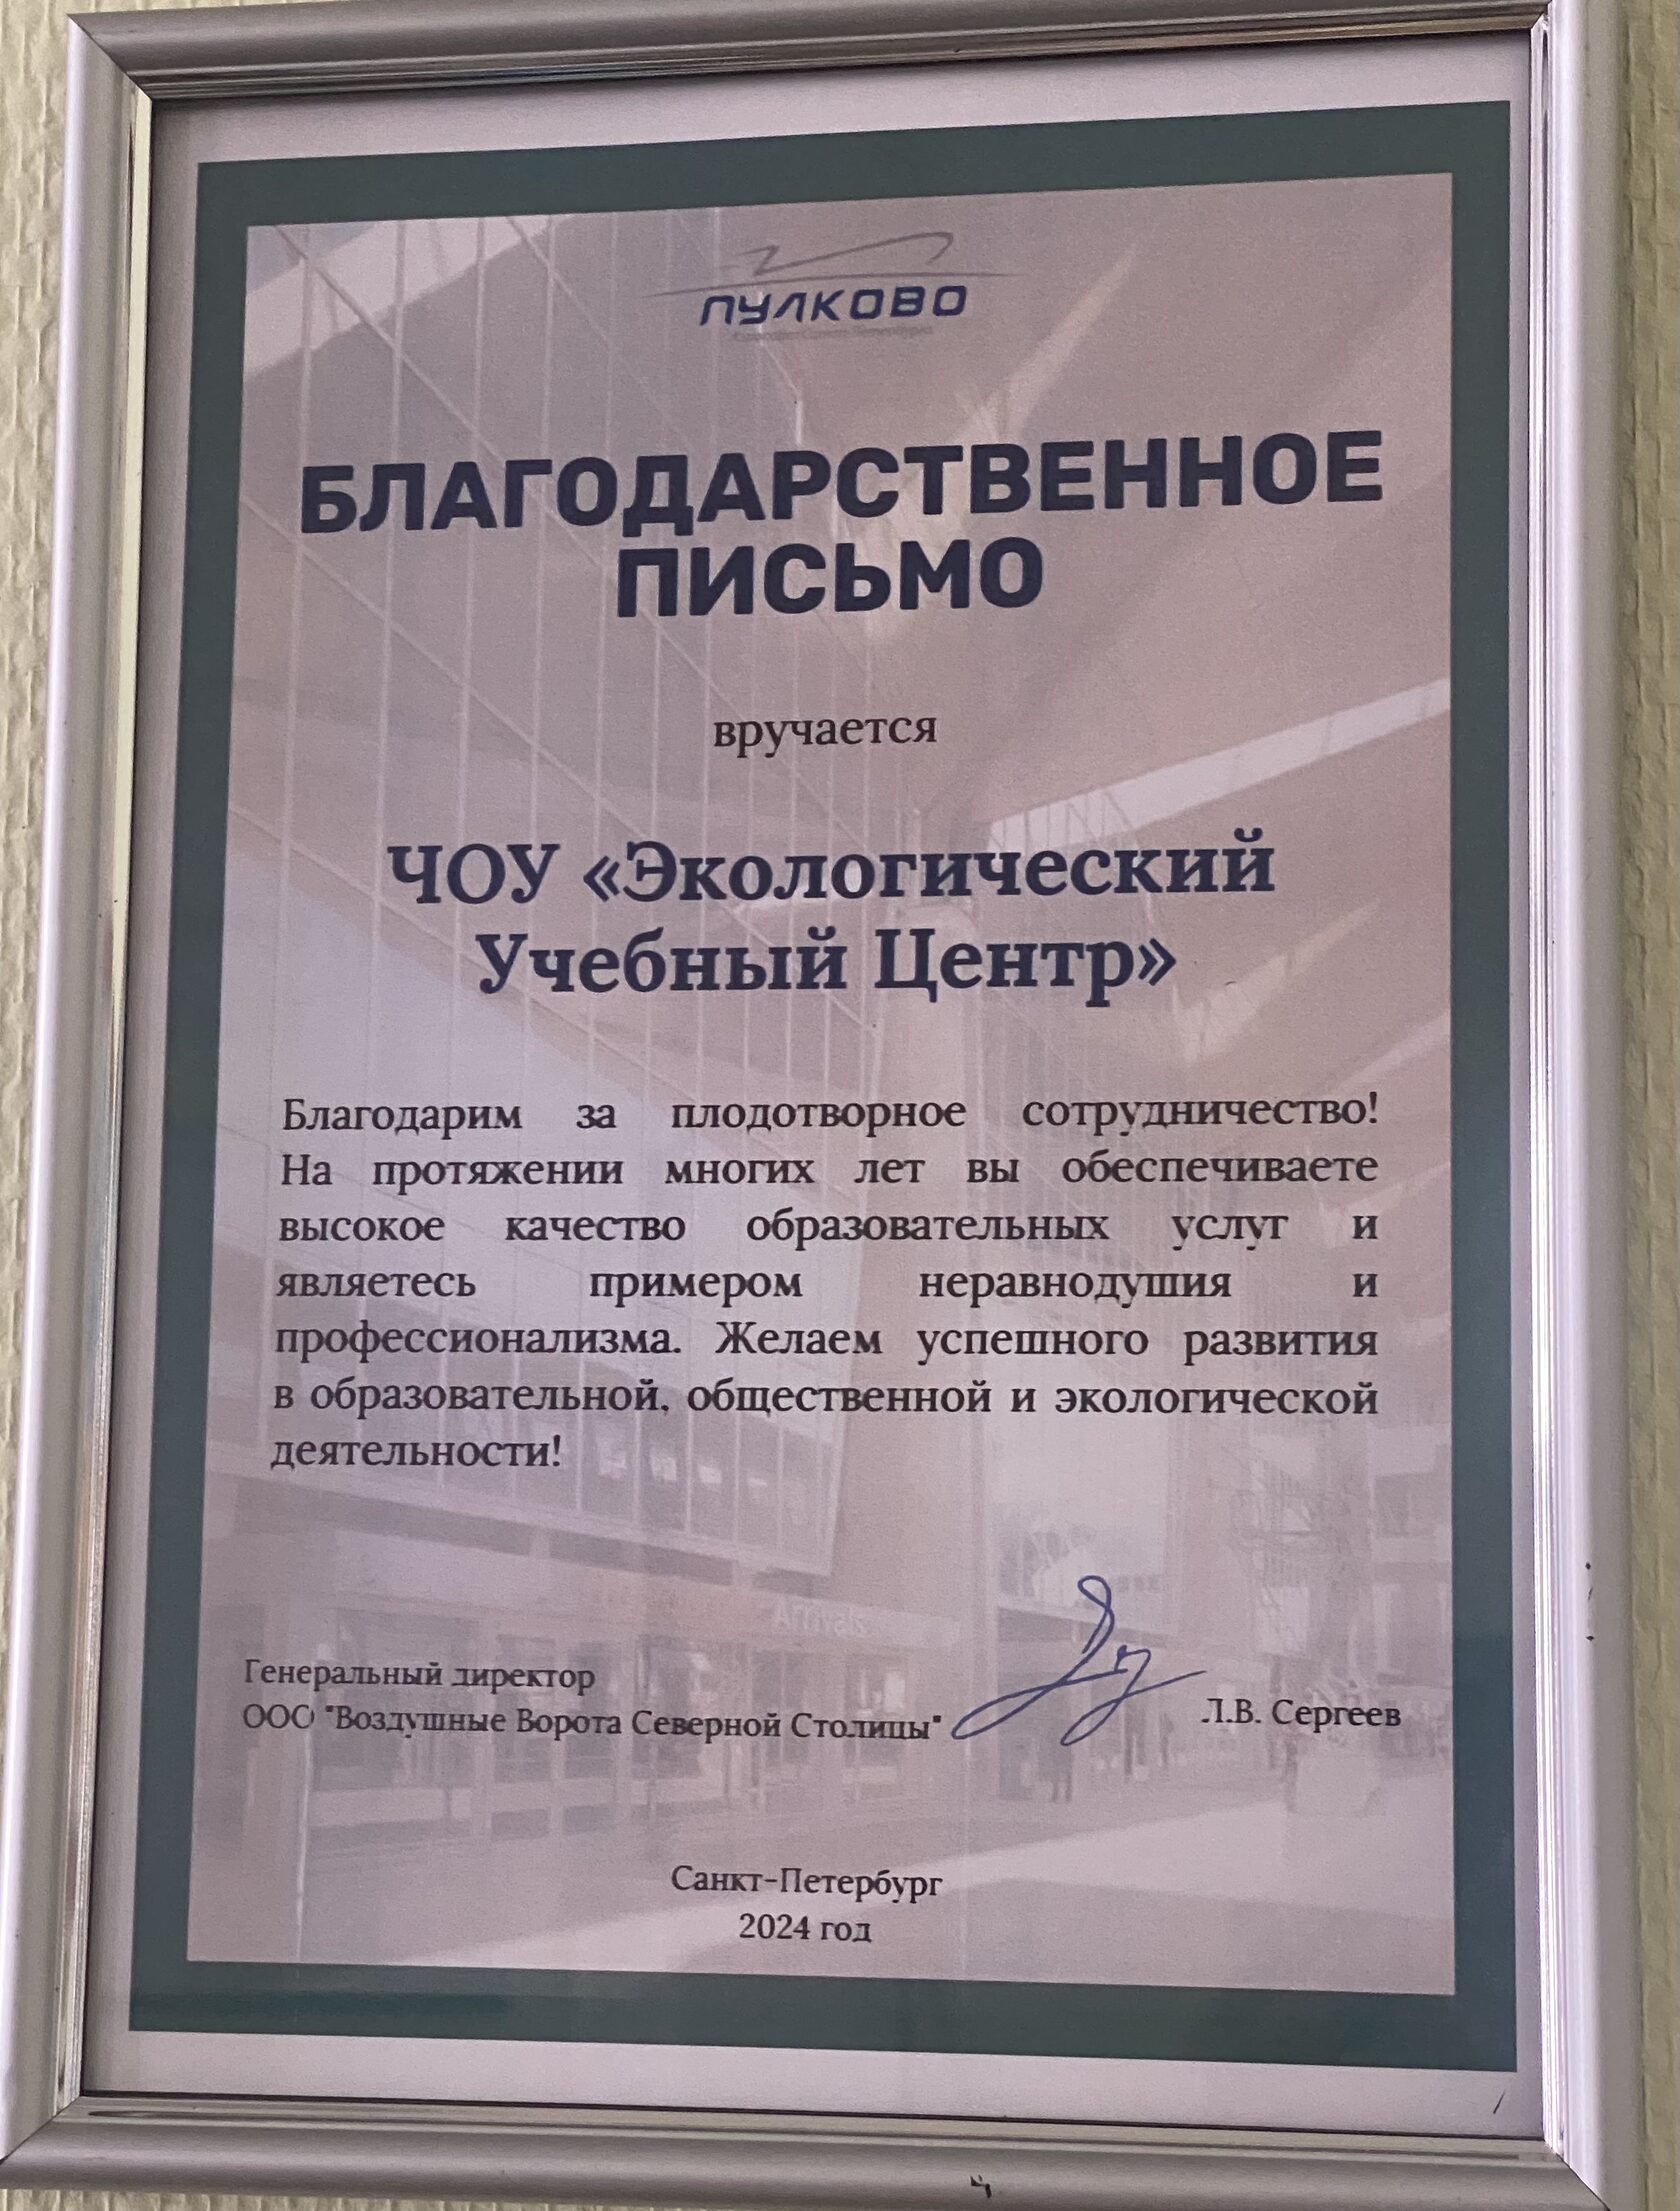 ПУЛКОВО
БЛАГОДАРСТВЕННОЕ
ПИСЬМО
вручается
ЧОУ «Экологический
Учебный Центр»
Благодарим за плодотворное сотрудничество!
На протяжении многих лет вы обеспечиваете
высокое качество образовательных услуг и
являетесь примером неравнодушия и
профессионализма. Желаем успешного развития
в образовательной, общественной и экологической
деятельности!
Arrivals
Генеральный директор
ООО "Воздушные Ворота Северной Столицы"
Л.В. Сергеев
Санкт-Петербург
2024 год